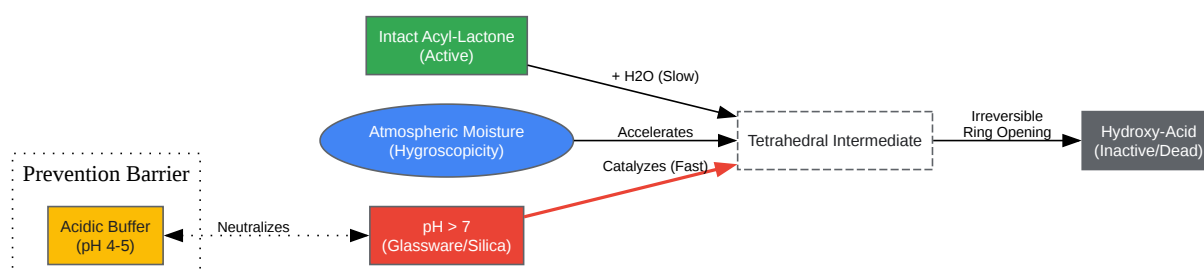 Intact Acyl-Lactone
(Active)
+ H2O (Slow)
Atmospheric Moisture
(Hygroscopicity)
Accelerates
Tetrahedral Intermediate
Irreversible
Ring Opening
Hydroxy-Acid
(Inactive/Dead)
Catalyzes (Fast)
Prevention Barrier
Acidic Buffer
(pH 4-5)
Neutralizes
pH > 7
(Glassware/Silica)